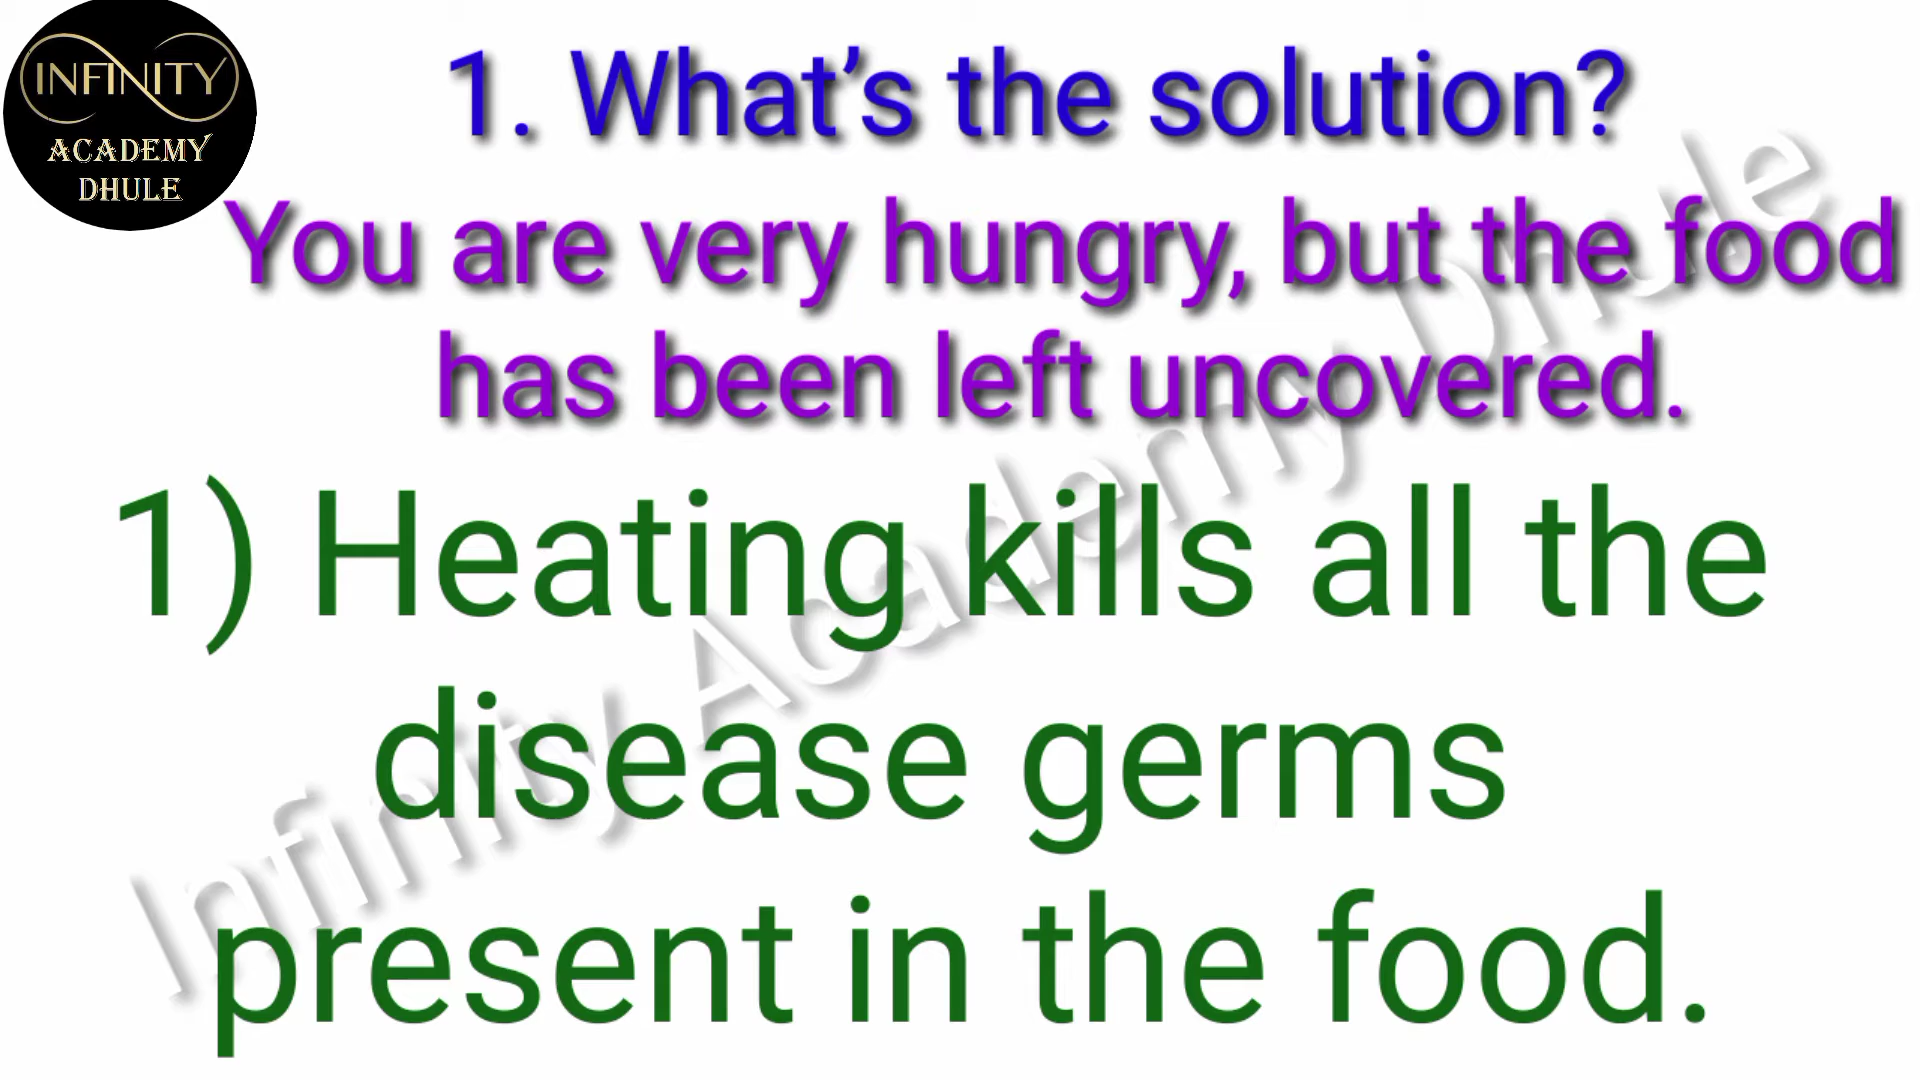 INFINITY
ACADEMY
DHULE
1. What’s the solution?
You are very hungry, but the food
has been left uncovered.
1) Heating kills all the
disease germs
present in the food.
Infinity Academy Dhule